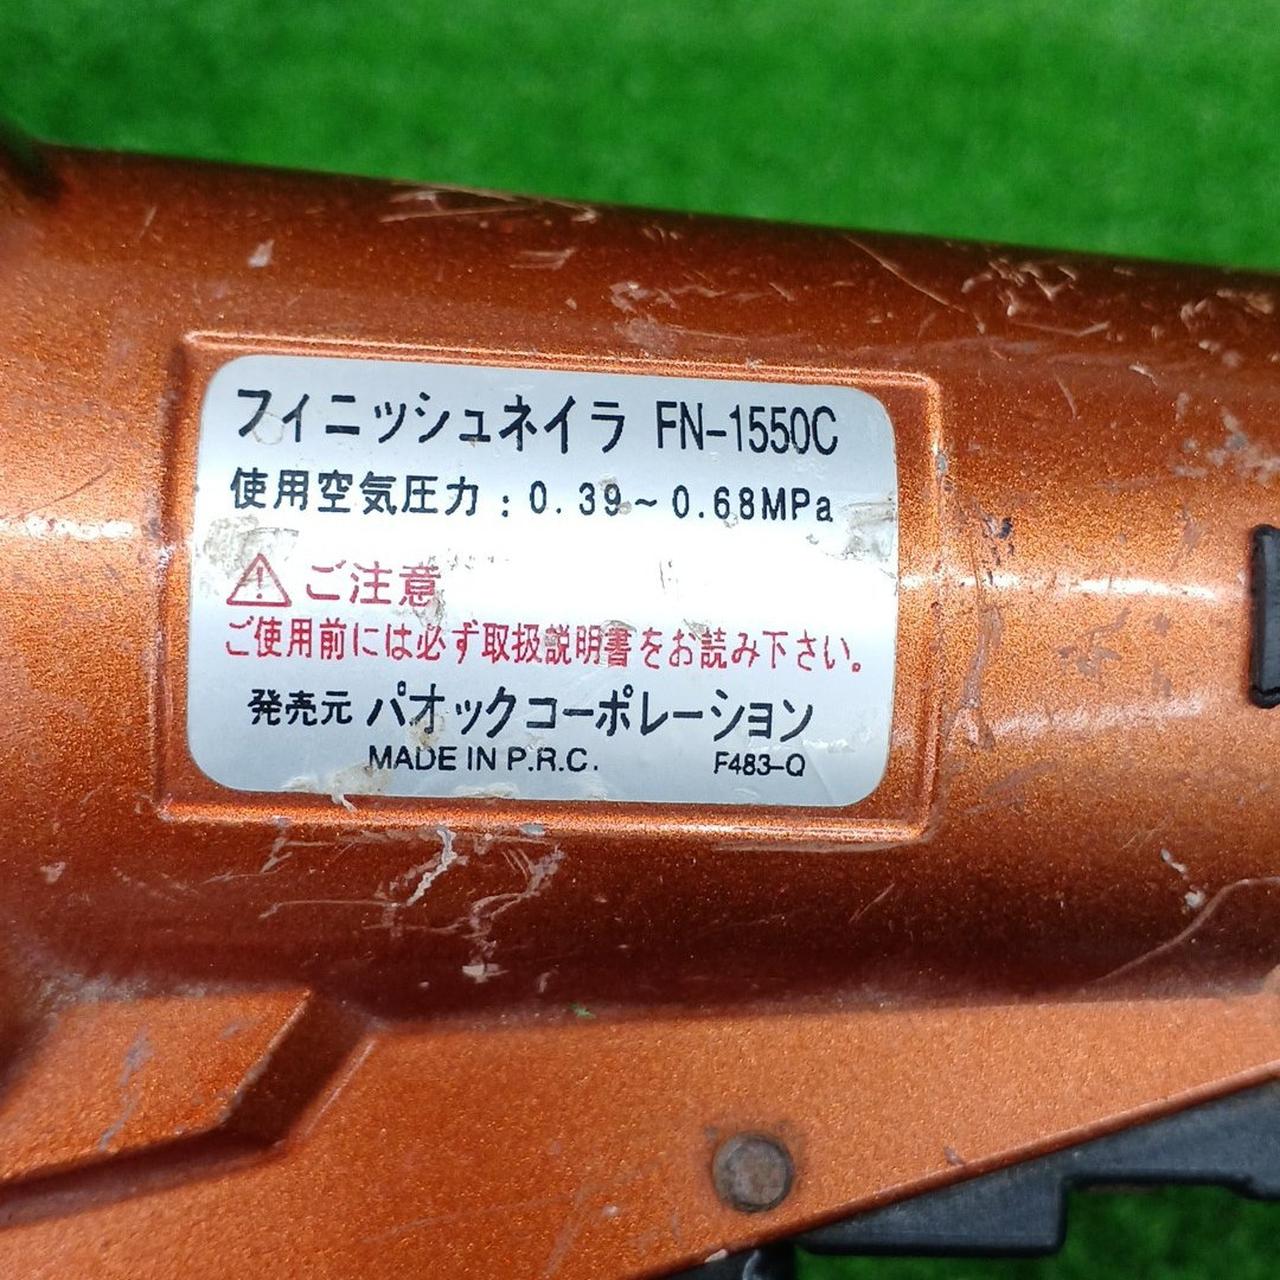 フィニッシュネイラ FN-1550C
使用空気圧力：0.39～0.68MPa
ご注意
ご使用前には必ず取扱説明書をお読み下さい。
発売元 パオックコーポレーション
MADE IN P.R.C. F483-Q